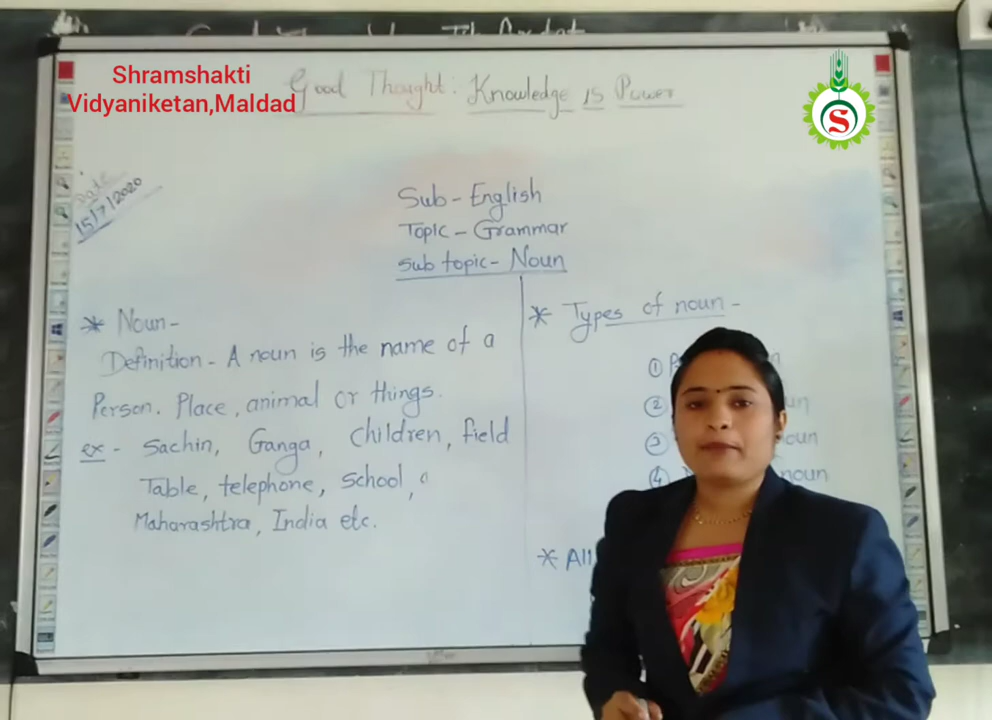 Shramshakti
Vidyaniketan,Maldad
Good Thought: Knowledge is Power
S
Date
15/7/2020
Sub - English
Topic - Grammar
Sub topic - Noun
* Noun -
Definition - A noun is the name of a
Person. Place, animal or things.
ex - Sachin, Ganga, Children, field
Table, telephone, School,
Maharashtra, India etc.
* Types of noun -
①
②
③ noun
④ noun
* All